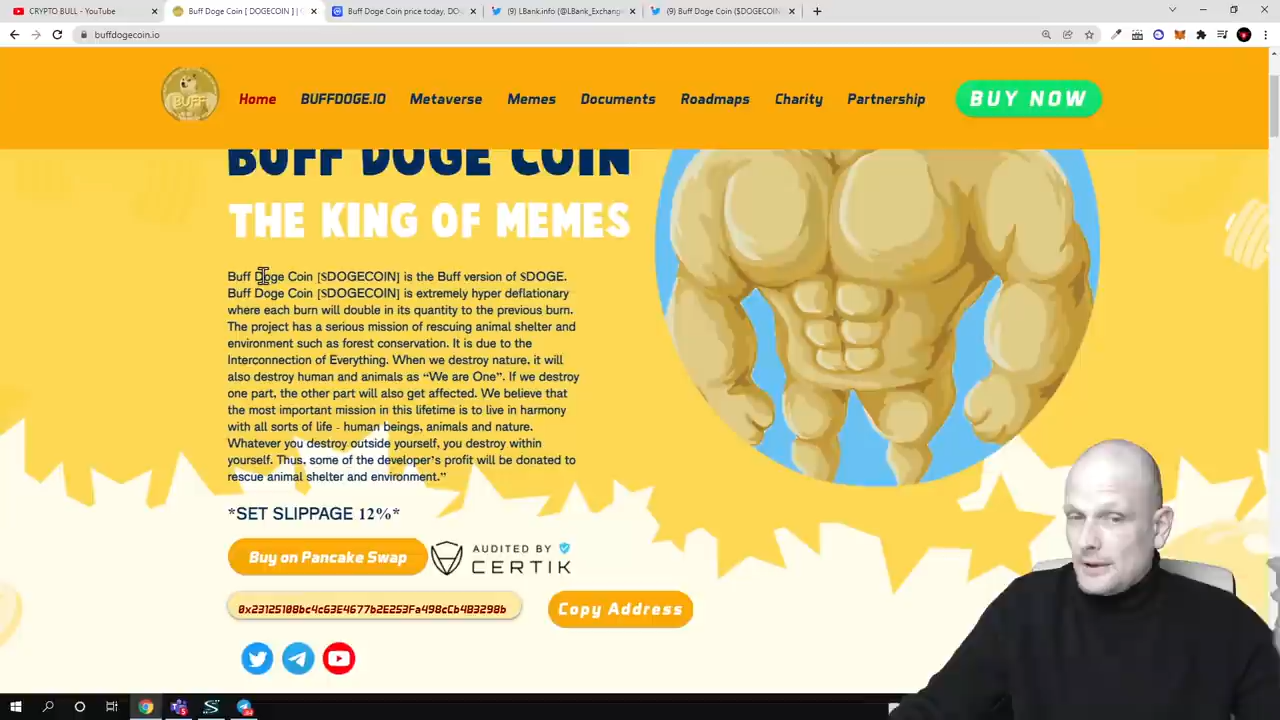 CRYPTO BULL - YouTube
Buff Doge Coin [ DOGECOIN ] |
Buff Doge Coin price today, DO
(9) LBank.info (@LBank_Exchang
(9) Buff Doge Coin ($DOGECOIN
buffdogecoin.io
BUFF
Home
BUFFDOGE.IO
Metaverse
Memes
Documents
Roadmaps
Charity
Partnership
BUY NOW
BUFF DOGE COIN
THE KING OF MEMES
Buff Doge Coin [$DOGECOIN] is the Buff version of $DOGE.
Buff Doge Coin [$DOGECOIN] is extremely hyper deflationary
where each burn will double in its quantity to the previous burn.
The project has a serious mission of rescuing animal shelter and
environment such as forest conservation. It is due to the
Interconnection of Everything. When we destroy nature, it will
also destroy human and animals as “We are One”. If we destroy
one part, the other part will also get affected. We believe that
the most important mission in this lifetime is to live in harmony
with all sorts of life - human beings, animals and nature.
Whatever you destroy outside yourself, you destroy within
yourself. Thus, some of the developer's profit will be donated to
rescue animal shelter and environment.”
*SET SLIPPAGE 12%*
Buy on Pancake Swap
AUDITED BY
CERTIK
0x23125108bc4c63E4677b2E253Fa498cCb4B3298b
Copy Address